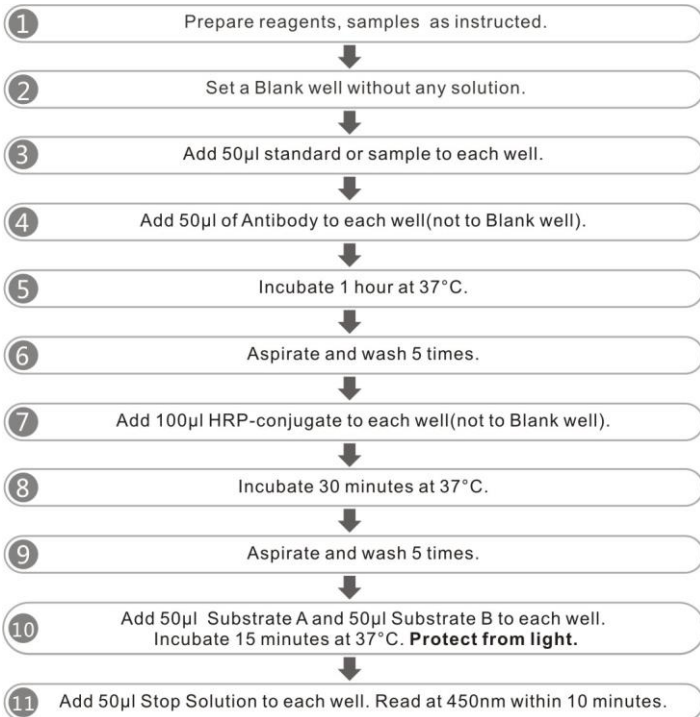 1 Prepare reagents, samples as instructed.
2 Set a Blank well without any solution.
3 Add 50μl standard or sample to each well.
4 Add 50μl of Antibody to each well(not to Blank well).
5 Incubate 1 hour at 37°C.
6 Aspirate and wash 5 times.
7 Add 100μl HRP-conjugate to each well(not to Blank well).
8 Incubate 30 minutes at 37°C.
9 Aspirate and wash 5 times.
10 Add 50μl Substrate A and 50μl Substrate B to each well.
Incubate 15 minutes at 37°C. Protect from light.
11 Add 50μl Stop Solution to each well. Read at 450nm within 10 minutes.